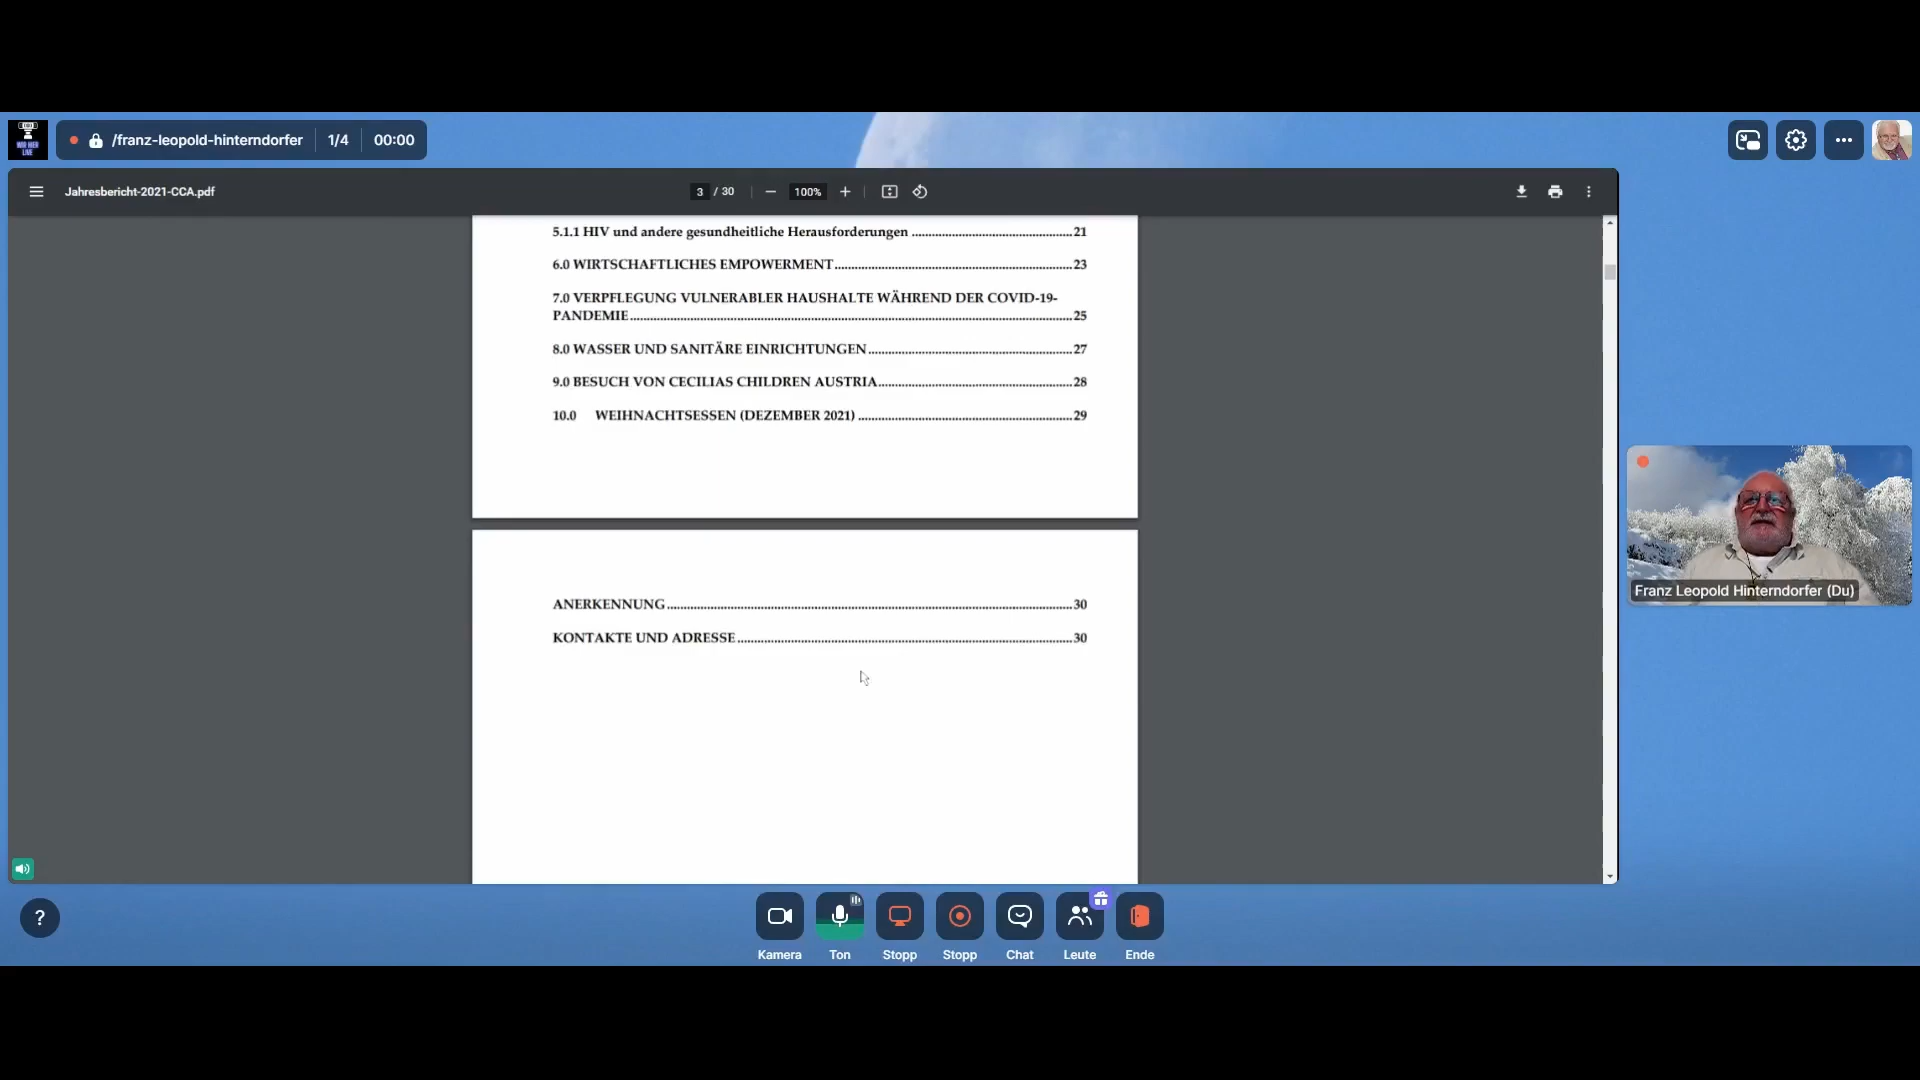 WIR HIER
LIVE
/franz-leopold-hinterndorfer 1/4 00:00
Jahresbericht-2021-CCA.pdf 3 / 30 100%
5.1.1 HIV und andere gesundheitliche Herausforderungen ..........21
6.0 WIRTSCHAFTLICHES EMPOWERMENT..........23
7.0 VERPFLEGUNG VULNERABLER HAUSHALTE WÄHREND DER COVID-19-
PANDEMIE..........25
8.0 WASSER UND SANITÄRE EINRICHTUNGEN..........27
9.0 BESUCH VON CECILIAS CHILDREN AUSTRIA..........28
10.0 WEIHNACHTSESSEN (DEZEMBER 2021) ..........29
ANERKENNUNG..........30
KONTAKTE UND ADRESSE..........30
Franz Leopold Hinterndorfer (Du)
?
Kamera Ton Stopp Stopp Chat Leute Ende